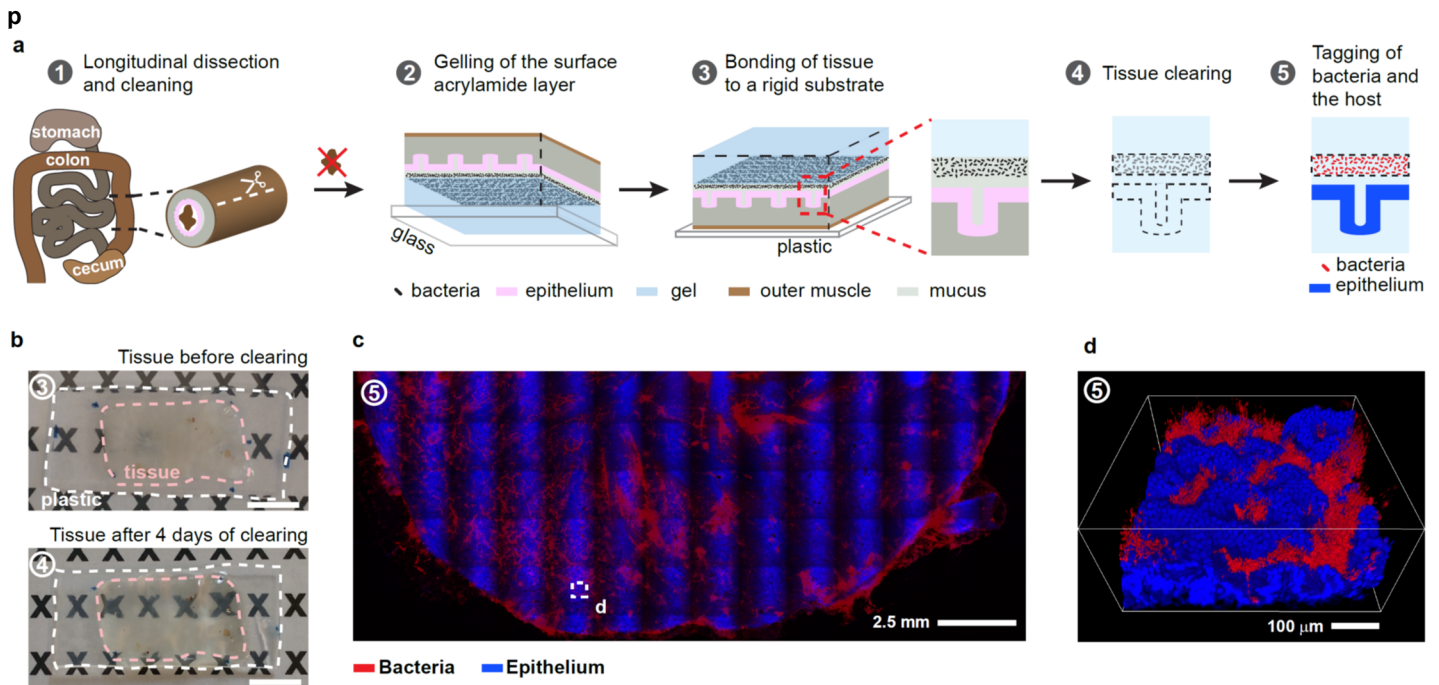 p
a
1 Longitudinal dissection
and cleaning
2 Gelling of the surface
acrylamide layer
3 Bonding of tissue
to a rigid substrate
4 Tissue clearing
5 Tagging of
bacteria and
the host
stomach
colon
cecum
glass
plastic
bacteria
epithelium
bacteria epithelium gel outer muscle mucus
b
Tissue before clearing
3
X X X X X X
X X X
tissue
plastic
Tissue after 4 days of clearing
4
X X X X X X X X
c
5
d
2.5 mm
Bacteria Epithelium
d
5
100 μm